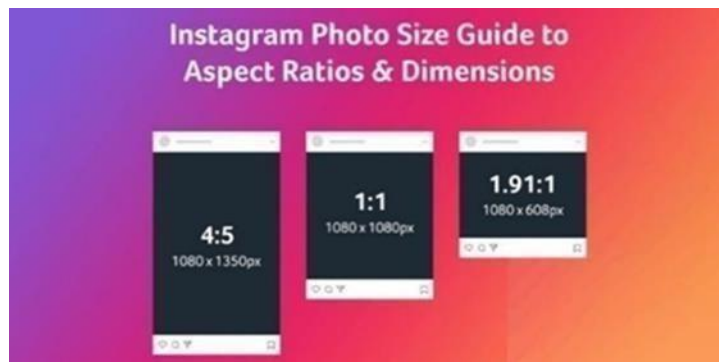 Instagram Photo Size Guide to
Aspect Ratios & Dimensions
4:5
1080 x 1350px
1:1
1080 x 1080px
1.91:1
1080 x 608px